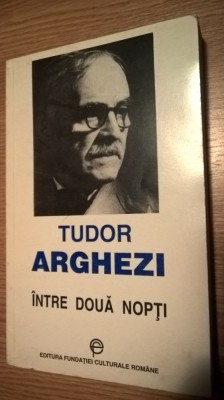 TUDOR
ARGHEZI
ÎNTRE DOUĂ NOPŢI
EDITURA FUNDAŢIEI CULTURALE ROMÂNE